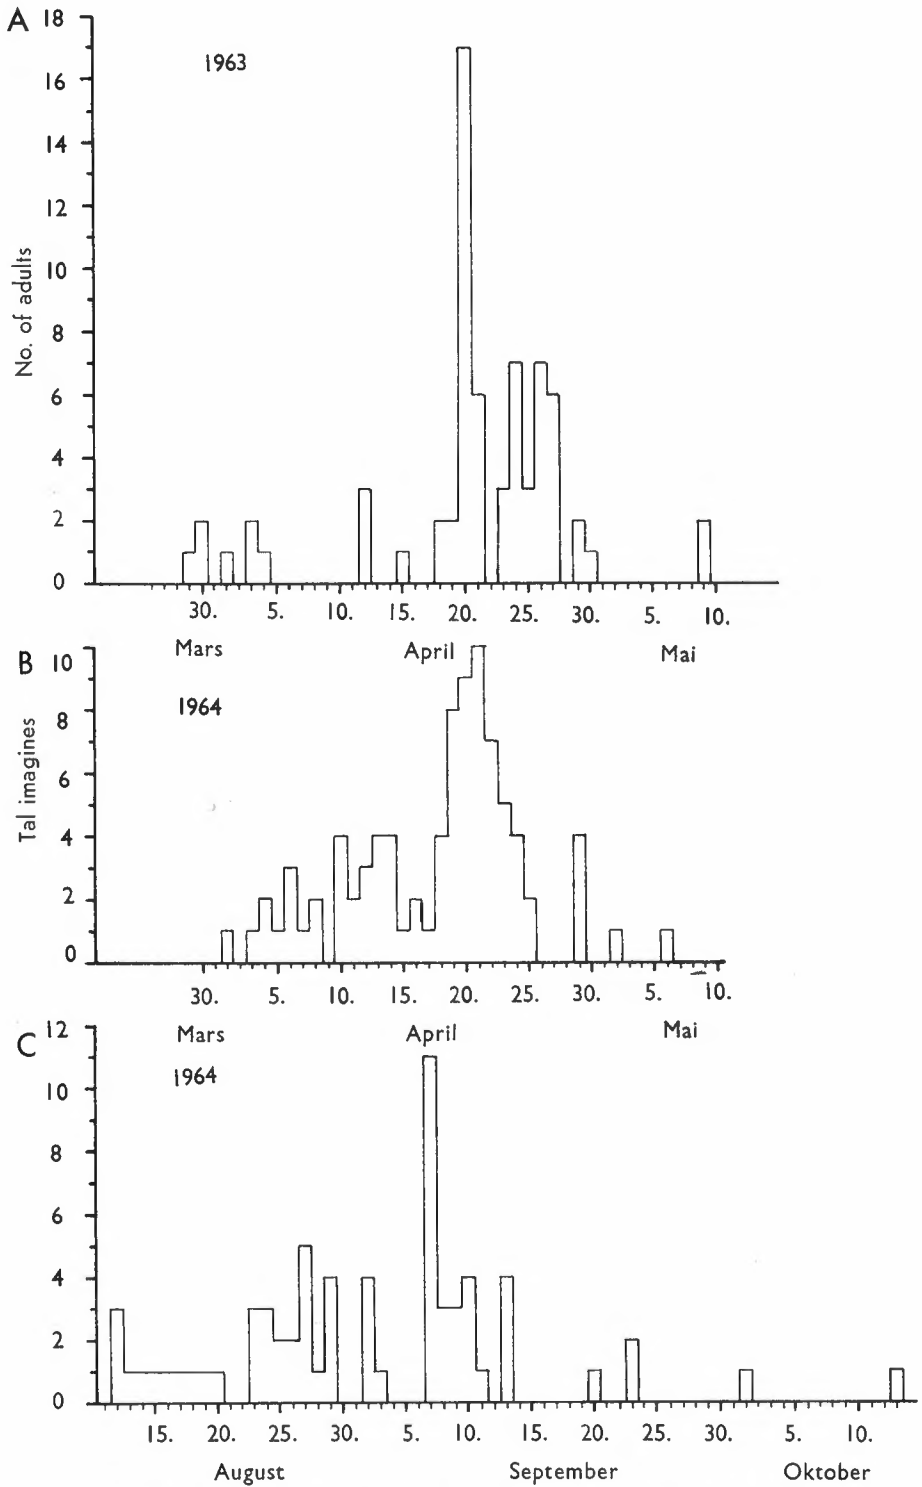 A
1963
18
16
14
12
10
8
6
4
2
0
No. of adults
30. 5. 10. 15. 20. 25. 30. 5. 10.
Mars April Mai
B
1964
10
8
6
4
2
0
Tal imagines
30. 5. 10. 15. 20. 25. 30. 5. 10.
Mars April Mai
C
1964
12
10
8
6
4
2
0
15. 20. 25. 30. 5. 10. 15. 20. 25. 30. 5. 10.
August September Oktober